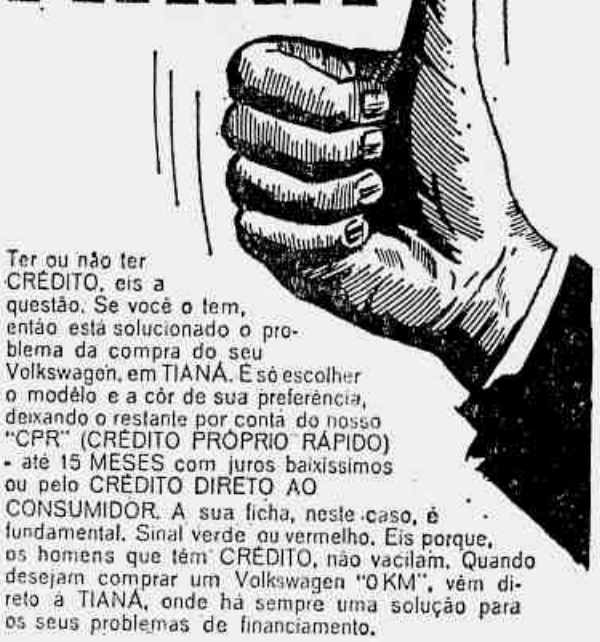 Ter ou não ter
CRÉDITO, eis a
questão. Se você o tem,
então está solucionado o pro-
blema da compra do seu
Volkswagen, em TIANÁ. É só escolher
o modêlo e a côr de sua preferência,
deixando o restante por conta do nosso
"CPR" (CRÉDITO PRÓPRIO RÁPIDO)
- até 15 MESES com juros baixissimos
ou pelo CRÉDITO DIRETO AO
CONSUMIDOR. A sua ficha, neste caso, é
fundamental. Sinal verde ou vermelho. Eis porque,
os homens que têm CRÉDITO, não vacilam. Quando
desejam comprar um Volkswagen "0KM", vêm di-
reto à TIANÁ, onde há sempre uma solução para
os seus problemas de financiamento.